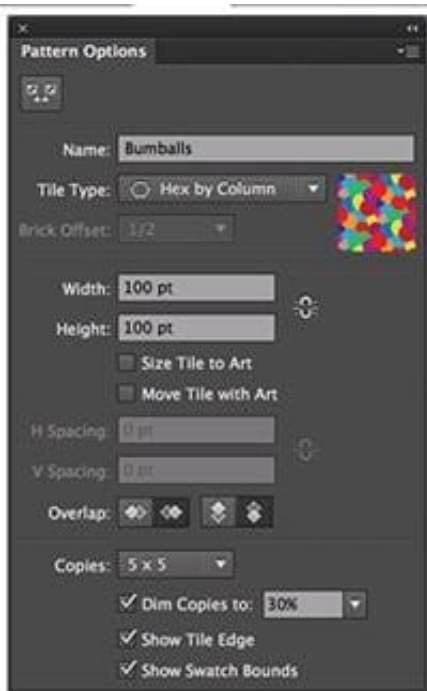 Pattern Options
Name: Bumballs
Tile Type: Hex by Column
Brick Offset: 1/2
Width: 100 pt
Height: 100 pt
Size Tile to Art
Move Tile with Art
H Spacing: 0 pt
V Spacing: 0 pt
Overlap:
Copies: 5 x 5
Dim Copies to: 30%
Show Tile Edge
Show Swatch Bounds